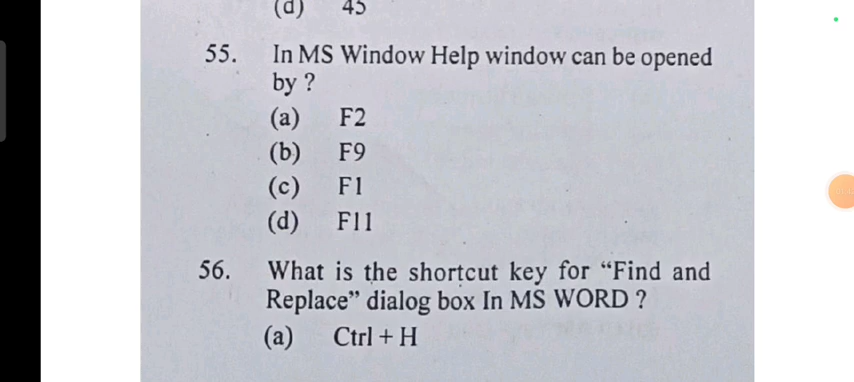 (d) 45
55. In MS Window Help window can be opened
by ?
(a) F2
(b) F9
(c) F1
(d) F11
56. What is the shortcut key for “Find and
Replace” dialog box In MS WORD ?
(a) Ctrl + H